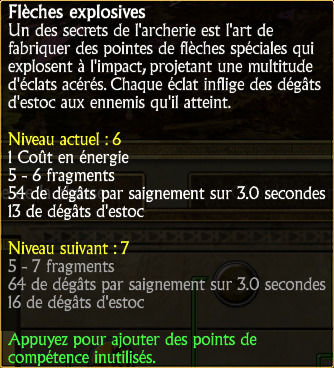 Flèches explosives
Un des secrets de l'archerie est l'art de
fabriquer des pointes de flèches spéciales qui
explosent à l'impact, projetant une multitude
d'éclats acérés. Chaque éclat inflige des dégâts
d'estoc aux ennemis qu'il atteint.
Niveau actuel : 6
1 Coût en énergie
5 - 6 fragments
54 de dégâts par saignement sur 3.0 secondes
13 de dégâts d'estoc
Niveau suivant : 7
5 - 7 fragments
64 de dégâts par saignement sur 3.0 secondes
16 de dégâts d'estoc
Appuyez pour ajouter des points de
compétence inutilisés.